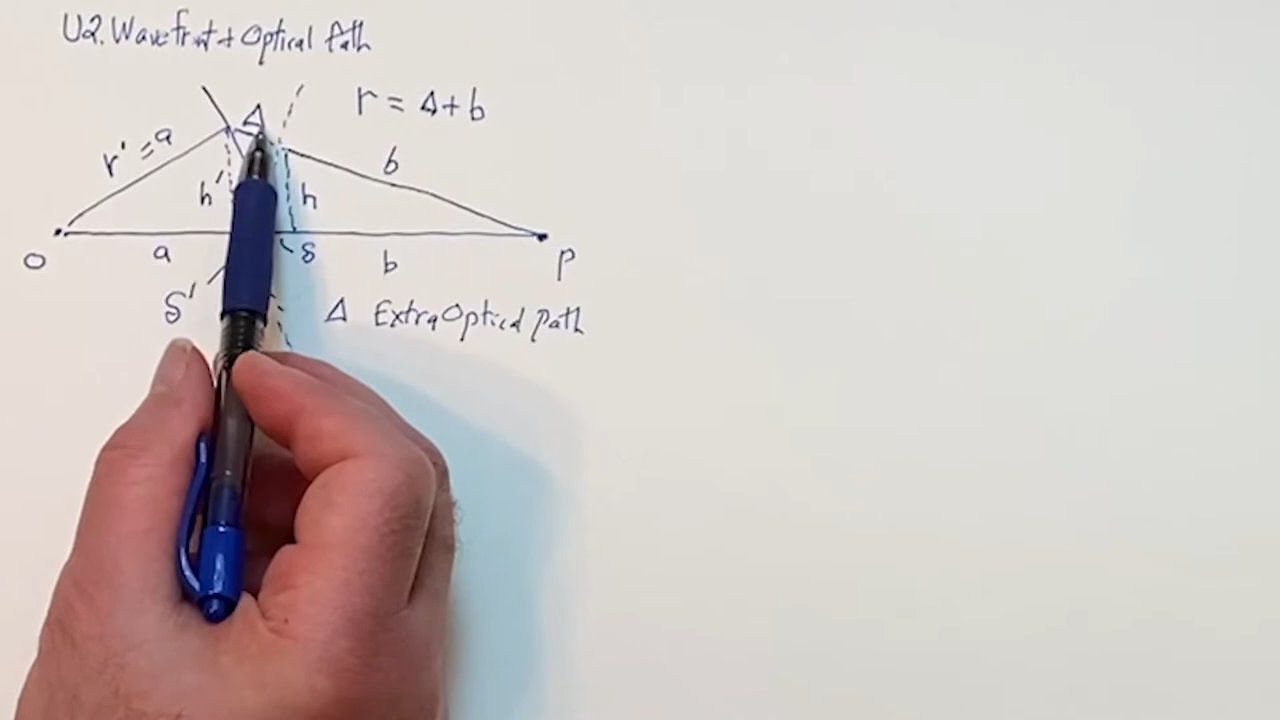 U2. Wavefront + Optical Path
Δ
r = Δ + b
r' = a
b
h'
h
a
δ
b
O
P
δ'
Δ Extra Optical Path